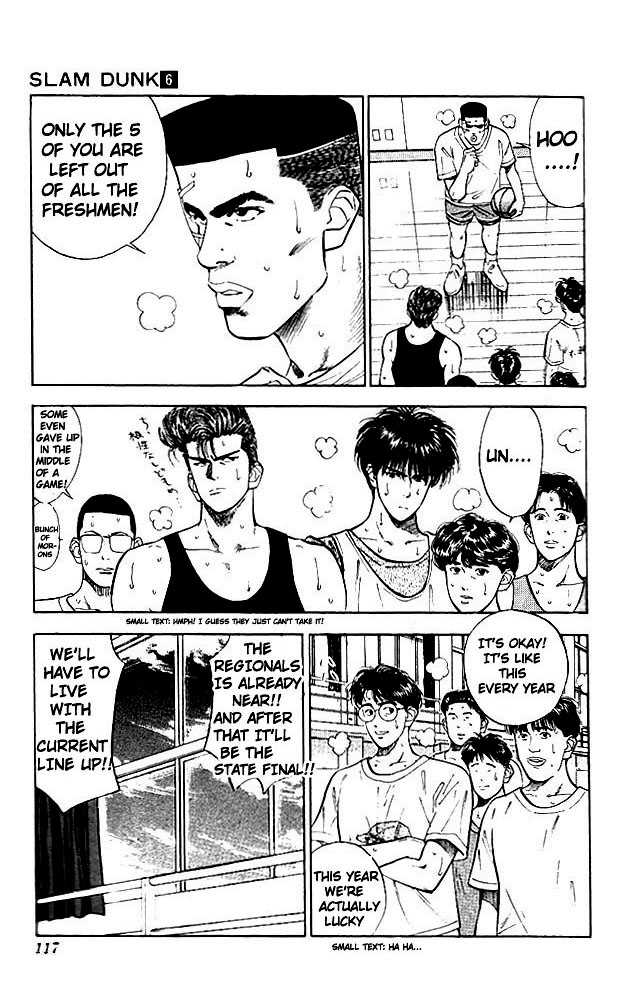 SLAM DUNK 6
HOO
....!
ONLY THE 5
OF YOU ARE
LEFT OUT
OF ALL THE
FRESHMEN!
UN....
SOME
EVEN
GAVE UP
IN THE
MIDDLE
OF A
GAME!
BUNCH
OF
MOR-
ONS
SMALL TEXT: HMPH! I GUESS THEY JUST CAN'T TAKE IT!
IT'S OKAY!
IT'S LIKE
THIS
EVERY YEAR
THIS YEAR
WE'RE
ACTUALLY
LUCKY
SMALL TEXT: HA HA...
THE
REGIONALS
IS ALREADY
NEAR!!
AND AFTER
THAT IT'LL
BE THE
STATE FINAL!!
WE'LL
HAVE TO
LIVE
WITH
THE
CURRENT
LINE UP!!
117